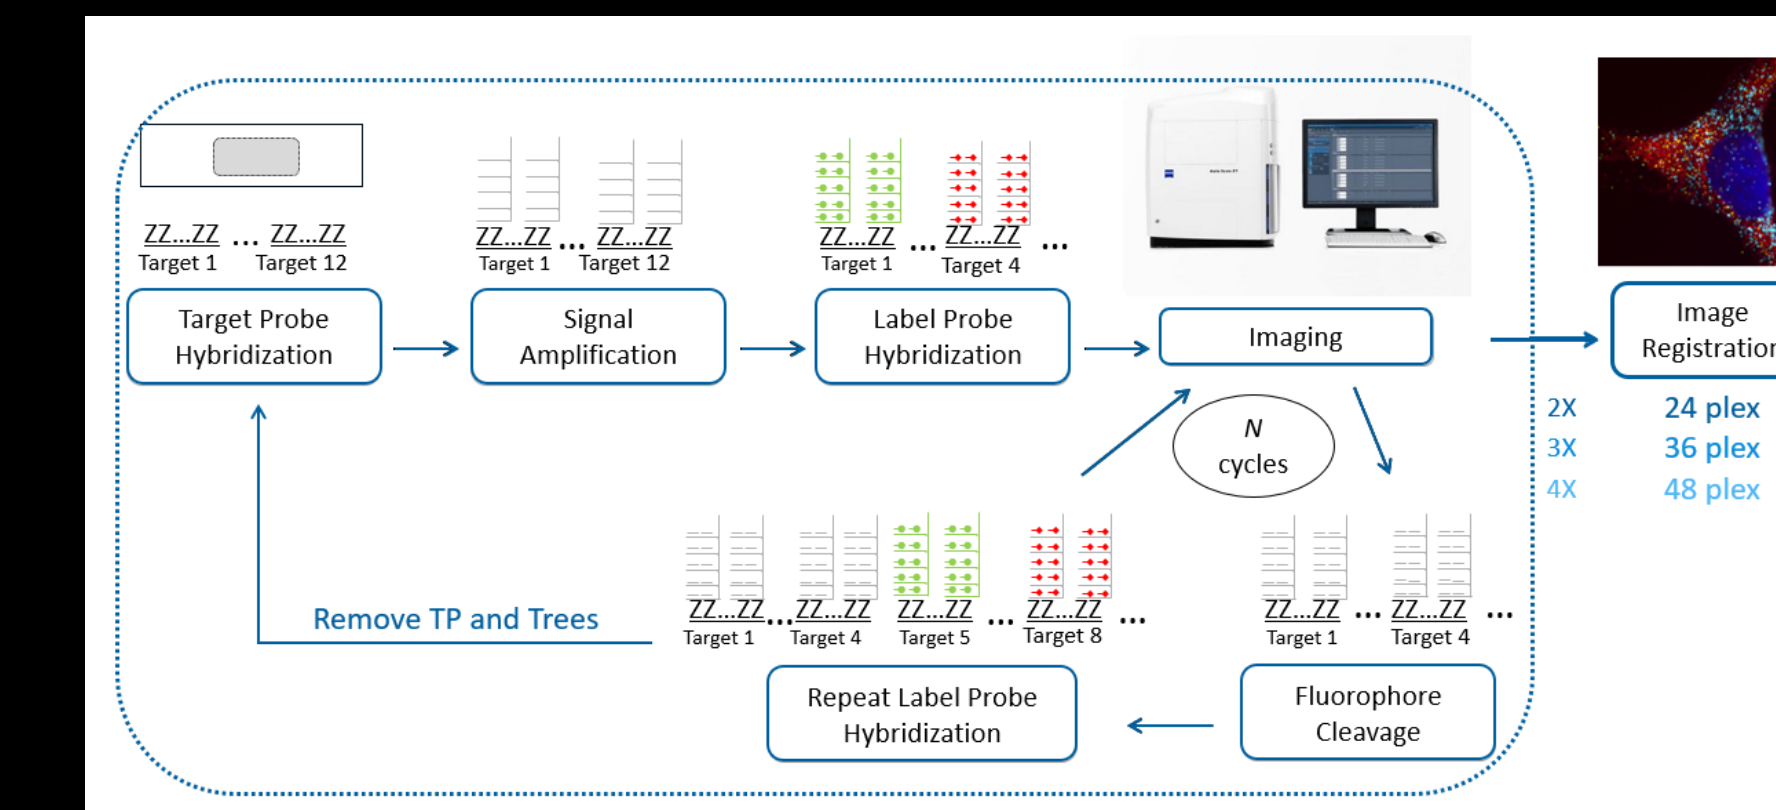 ZZ...ZZ ... ZZ...ZZ
Target 1 Target 12
ZZ...ZZ ... ZZ...ZZ
Target 1 Target 12
ZZ...ZZ ... ZZ...ZZ ...
Target 1 Target 4
Target Probe
Hybridization
Signal
Amplification
Label Probe
Hybridization
Imaging
Image
Registration
N
cycles
2X 24 plex
3X 36 plex
4X 48 plex
Remove TP and Trees
ZZ...ZZ...ZZ...ZZ ZZ...ZZ ... ZZ...ZZ ...
Target 1 Target 4 Target 5 Target 8
ZZ...ZZ ... ZZ...ZZ ...
Target 1 Target 4
Repeat Label Probe
Hybridization
Fluorophore
Cleavage